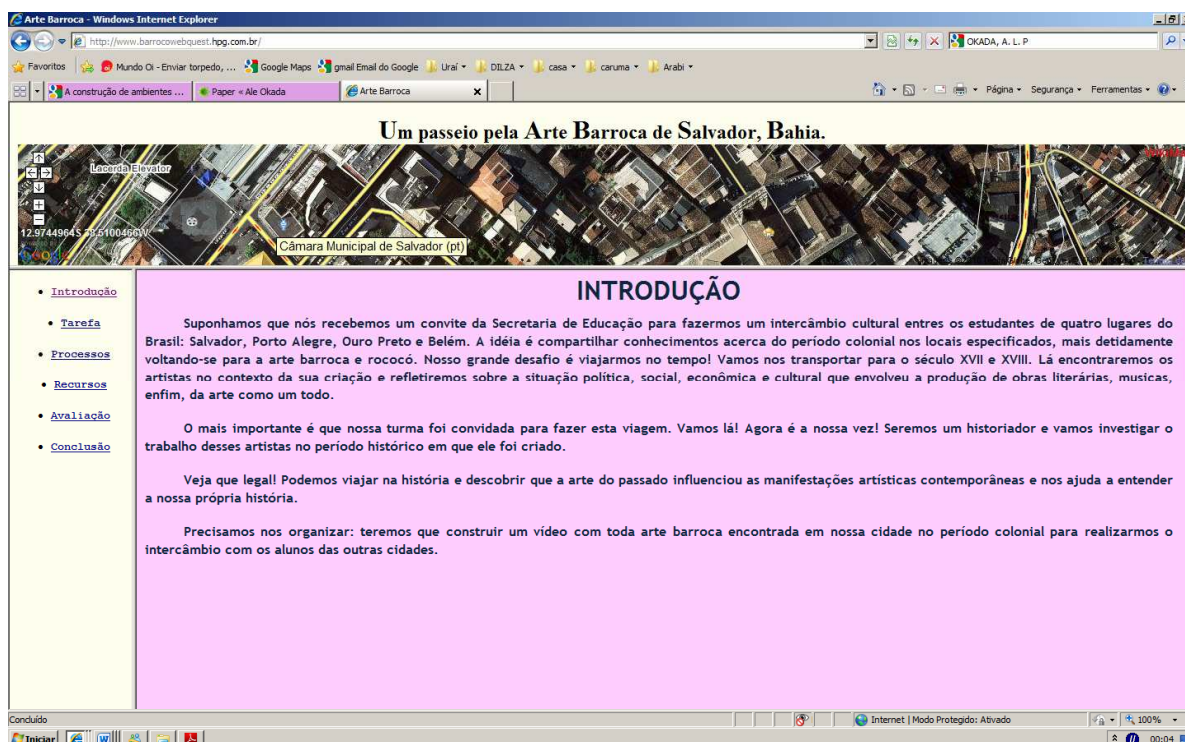 Arte Barroca - Windows Internet Explorer
http://www.barrocowebquest.hpg.com.br/
OKADA, A. L. P
Favoritos
Mundo Oi - Enviar torpedo, ...
Google Maps
gmail Email do Google
Uraí
DILZA
casa
caruma
Arabi
A construção de ambientes ...
Paper « Ale Okada
Arte Barroca
Página
Segurança
Ferramentas
Um passeio pela Arte Barroca de Salvador, Bahia.
Lacerda Elevator
12.9744964S 38.5100466W
Câmara Municipal de Salvador (pt)
Introdução
Tarefa
Processos
Recursos
Avaliação
Conclusão
INTRODUÇÃO
Suponhamos que nós recebemos um convite da Secretaria de Educação para fazermos um intercâmbio cultural entres os estudantes de quatro lugares do
Brasil: Salvador, Porto Alegre, Ouro Preto e Belém. A idéia é compartilhar conhecimentos acerca do período colonial nos locais especificados, mais detidamente
voltando-se para a arte barroca e rococó. Nosso grande desafio é viajarmos no tempo! Vamos nos transportar para o século XVII e XVIII. Lá encontraremos os
artistas no contexto da sua criação e refletiremos sobre a situação política, social, econômica e cultural que envolveu a produção de obras literárias, musicas,
enfim, da arte como um todo.
O mais importante é que nossa turma foi convidada para fazer esta viagem. Vamos lá! Agora é a nossa vez! Seremos um historiador e vamos investigar o
trabalho desses artistas no período histórico em que ele foi criado.
Veja que legal! Podemos viajar na história e descobrir que a arte do passado influenciou as manifestações artísticas contemporâneas e nos ajuda a entender
a nossa própria história.
Precisamos nos organizar: teremos que construir um vídeo com toda arte barroca encontrada em nossa cidade no período colonial para realizarmos o
intercâmbio com os alunos das outras cidades.
Concluído
Internet | Modo Protegido: Ativado
100%
Iniciar
00:04